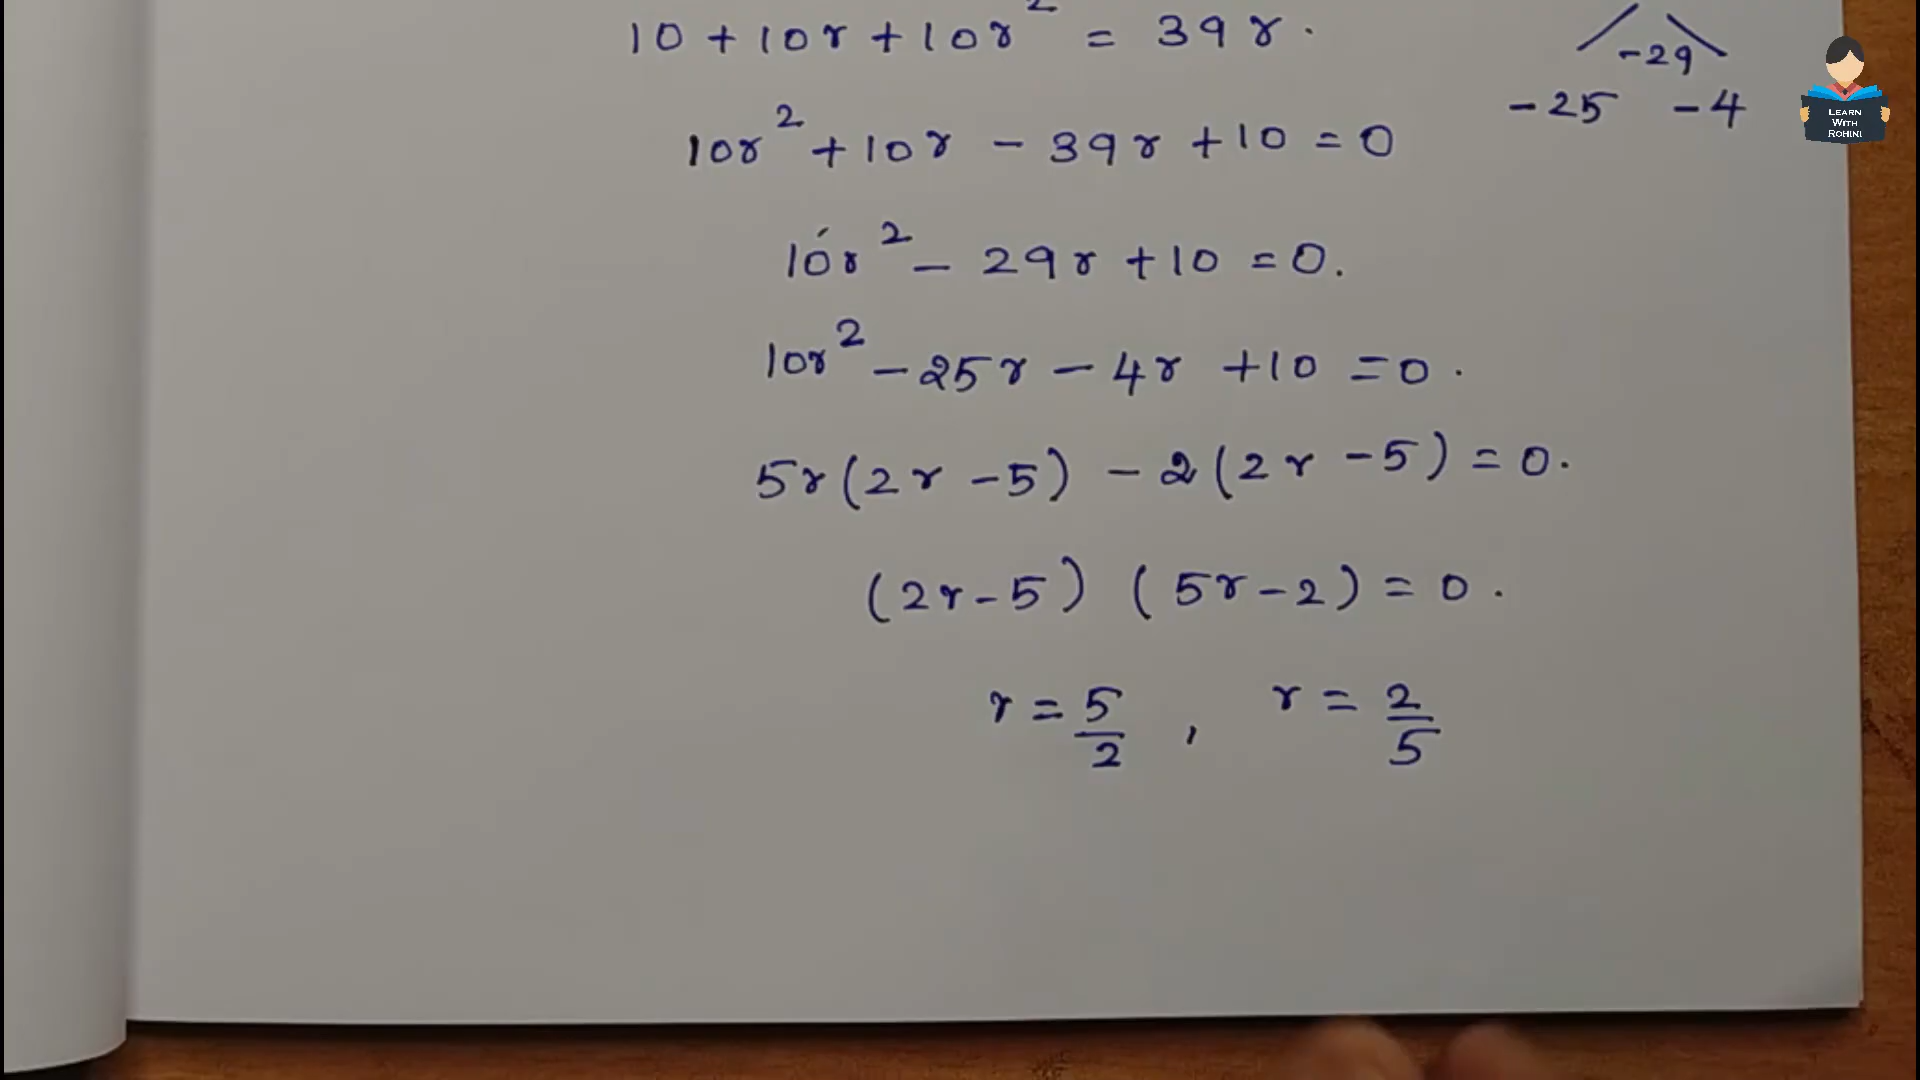 10 + 10r + 10r² = 39r.
-29
-25 -4
10r² + 10r - 39r + 10 = 0
10r² - 29r + 10 = 0.
10r² - 25r - 4r + 10 = 0.
5r(2r - 5) - 2(2r - 5) = 0.
(2r - 5) (5r - 2) = 0.
r = 5/2 , r = 2/5
LEARN
WITH
ROHINI